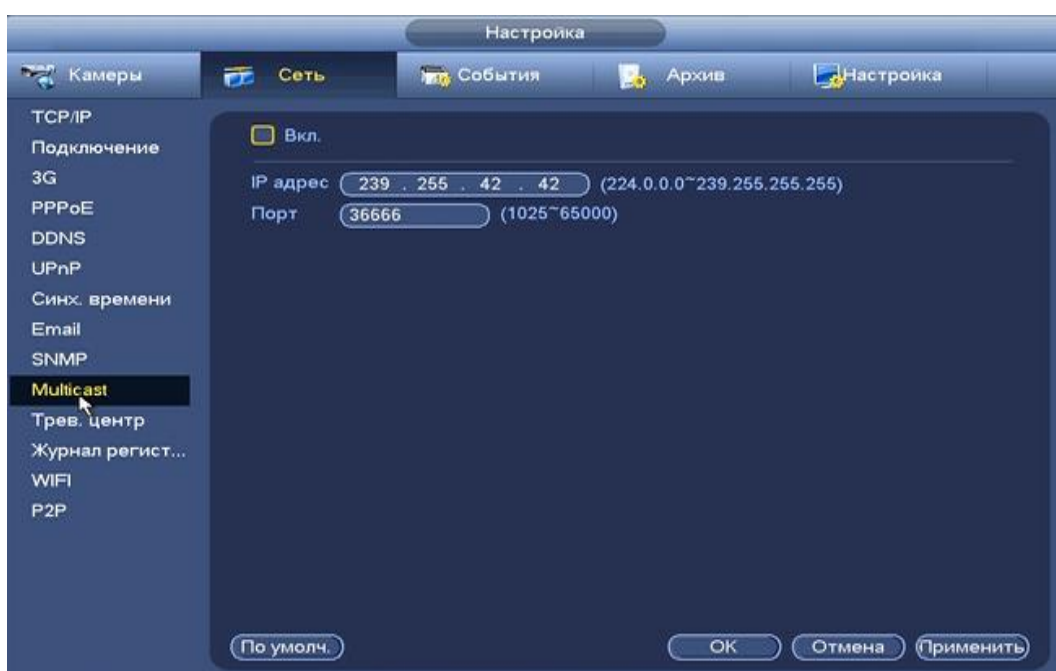 Настройка
Камеры Сеть События Архив Настройка
TCP/IP
Подключение
3G
PPPoE
DDNS
UPnP
Синх. времени
Email
SNMP
Multicast
Трев. центр
Журнал регист...
WIFI
P2P
Вкл.
IP адрес 239 . 255 . 42 . 42 (224.0.0.0~239.255.255.255)
Порт 36666 (1025~65000)
По умолч. OK Отмена Применить